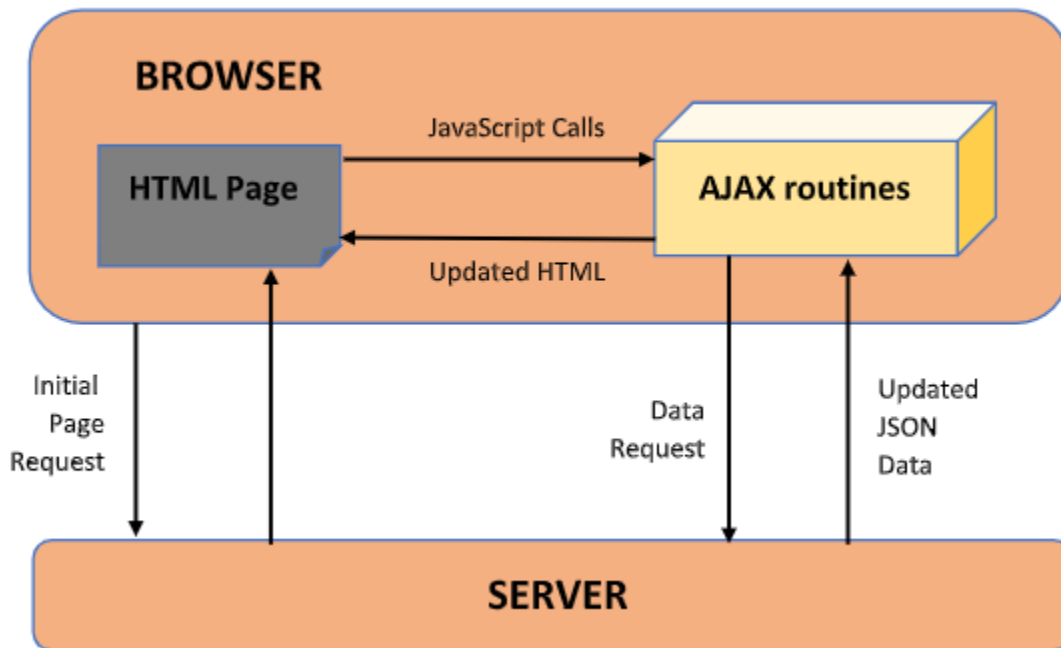 BROWSER
JavaScript Calls
HTML Page
AJAX routines
Updated HTML
Initial
Page
Request
Data
Request
Updated
JSON
Data
SERVER